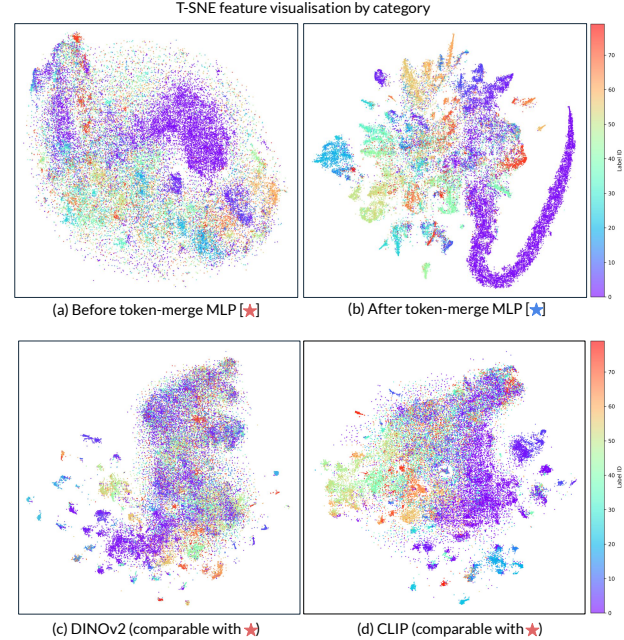 T-SNE feature visualisation by category
70
60
50
40
30
20
10
0
Label ID
(a) Before token-merge MLP [★]
(b) After token-merge MLP [★]
70
60
50
40
30
20
10
0
Label ID
(c) DINOv2 (comparable with ★)
(d) CLIP (comparable with ★)